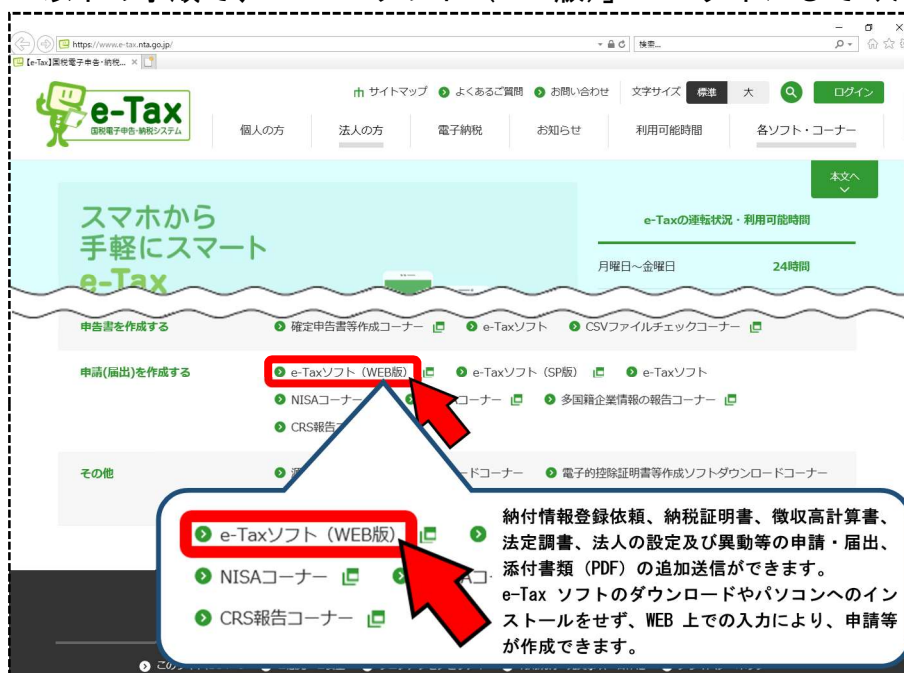 https://www.e-tax.nta.go.jp/
検索...
【e-Tax】国税電子申告・納税...
サイトマップ よくあるご質問 お問い合わせ 文字サイズ 標準 大 ログイン
e-Tax
国税電子申告・納税システム
個人の方 法人の方 電子納税 お知らせ 利用可能時間 各ソフト・コーナー
本文へ
スマホから
手軽にスマート
e-Tax
e-Taxの運転状況・利用可能時間
月曜日～金曜日 24時間
申告書を作成する 確定申告書等作成コーナー e-Taxソフト CSVファイルチェックコーナー
申請(届出)を作成する e-Taxソフト（WEB版） e-Taxソフト（SP版） e-Taxソフト
NISAコーナー コーナー 多国籍企業情報の報告コーナー
CRS報告
その他 ードコーナー 電子的控除証明書等作成ソフトダウンロードコーナー
e-Taxソフト（WEB版）
NISAコーナー
CRS報告コーナー
納付情報登録依頼、納税証明書、徴収高計算書、
法定調書、法人の設定及び異動等の申請・届出、
添付書類（PDF）の追加送信ができます。
e-Tax ソフトのダウンロードやパソコンへのイン
ストールをせず、WEB 上での入力により、申請等
が作成できます。